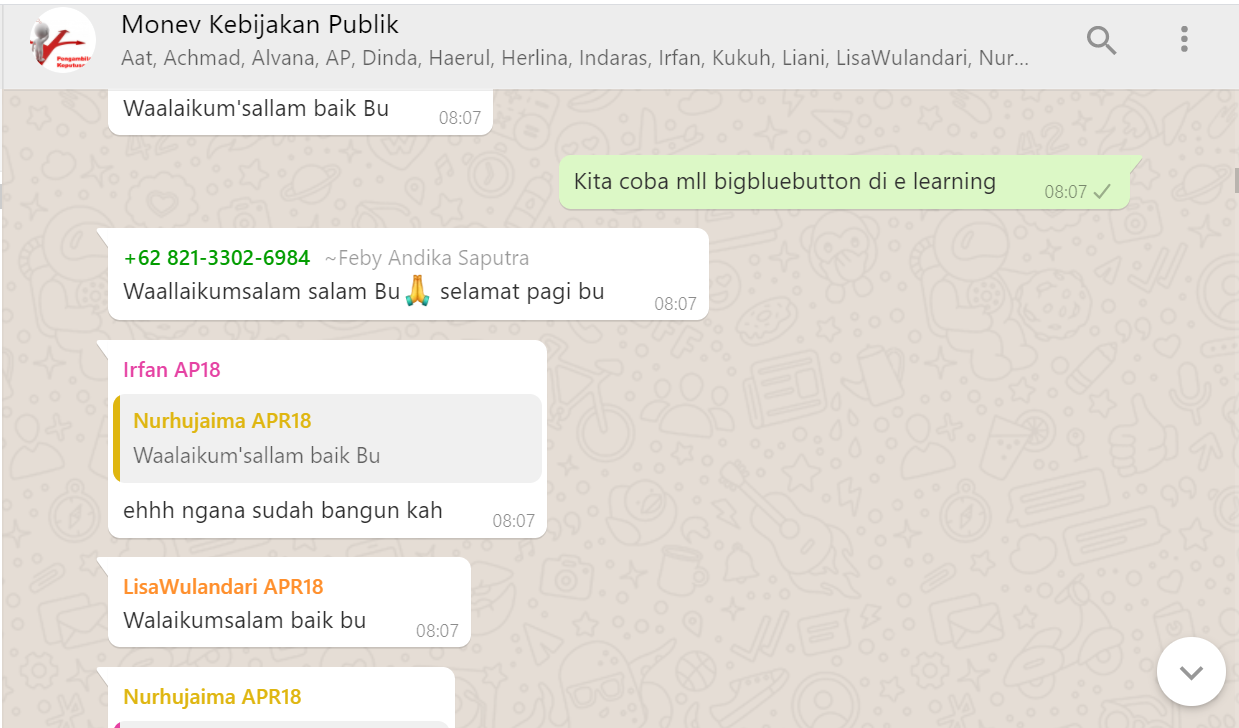 Monev Kebijakan Publik
Aat, Achmad, Alvana, AP, Dinda, Haerul, Herlina, Indaras, Irfan, Kukuh, Liani, LisaWulandari, Nur...
Pengambilan
Keputusan
Waalaikum'sallam baik Bu
08:07
Kita coba mll bigbluebutton di e learning
08:07
+62 821-3302-6984 ~Feby Andika Saputra
Waallaikumsalam salam Bu🙏 selamat pagi bu
08:07
Irfan AP18
Nurhujaima APR18
Waalaikum'sallam baik Bu
ehhh ngana sudah bangun kah
08:07
LisaWulandari APR18
Walaikumsalam baik bu
08:07
Nurhujaima APR18